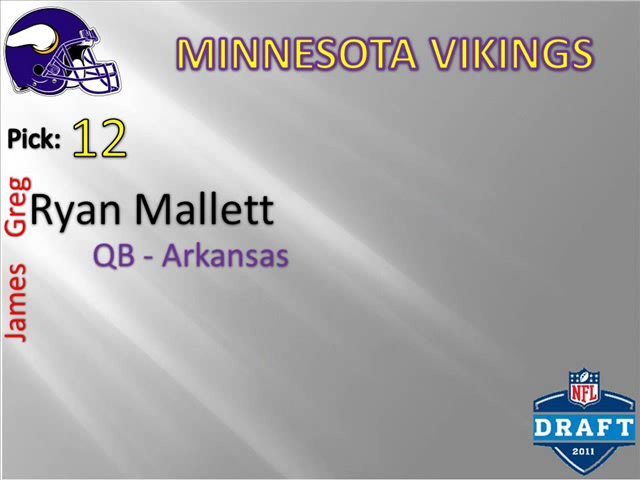 MINNESOTA VIKINGS
Pick: 12
Greg
Ryan Mallett
QB - Arkansas
James
NFL
DRAFT
2011